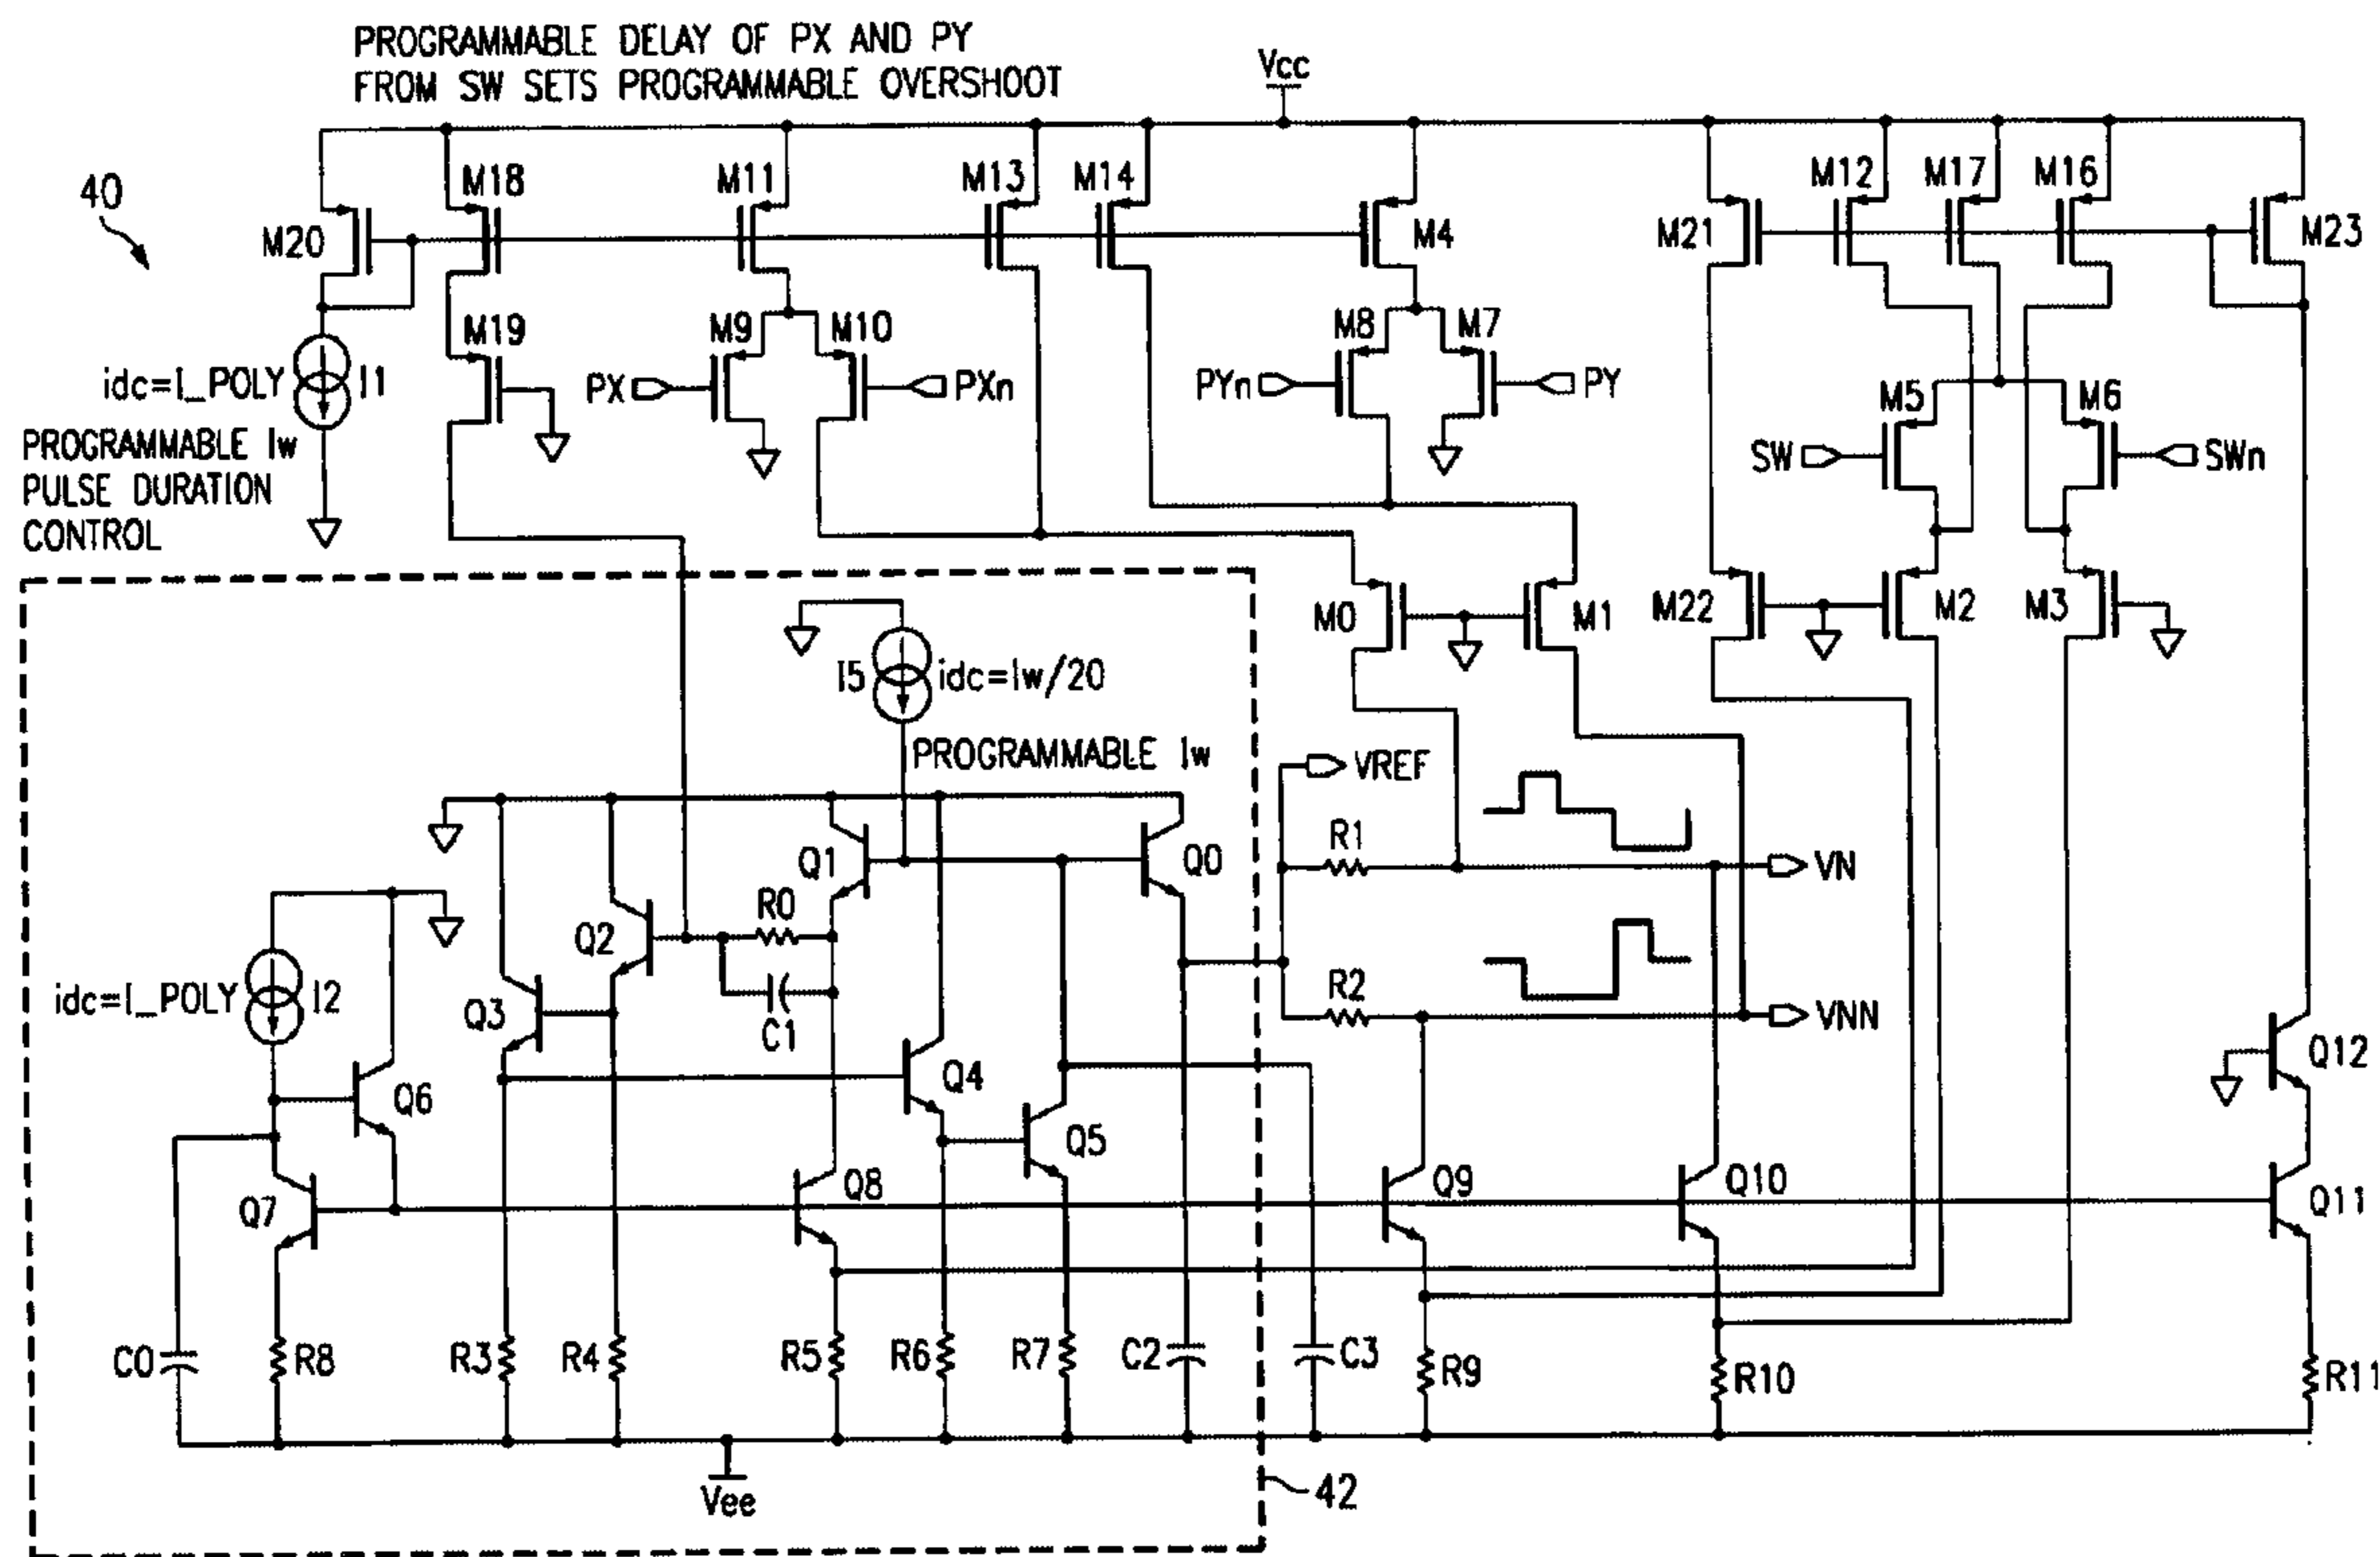 PROGRAMMABLE DELAY OF PX AND PY
FROM SW SETS PROGRAMMABLE OVERSHOOT
Vcc
40
M20
M18
M11
M13
M14
M4
M21
M12
M17
M16
M23
M19
M9
M10
M8
M7
M5
M6
idc=I_POLY
I1
PX
PXn
PYn
PY
SW
SWn
PROGRAMMABLE Iw
PULSE DURATION
CONTROL
M0
M1
M22
M2
M3
I5
idc=Iw/20
PROGRAMMABLE Iw
VREF
Q1
Q0
R1
VN
Q2
R0
idc=I_POLY
I2
Q3
C1
R2
VNN
Q6
Q4
Q12
Q5
Q7
Q8
Q9
Q10
Q11
C0
R8
R3
R4
R5
R6
R7
C2
C3
R9
R10
R11
Vee
42